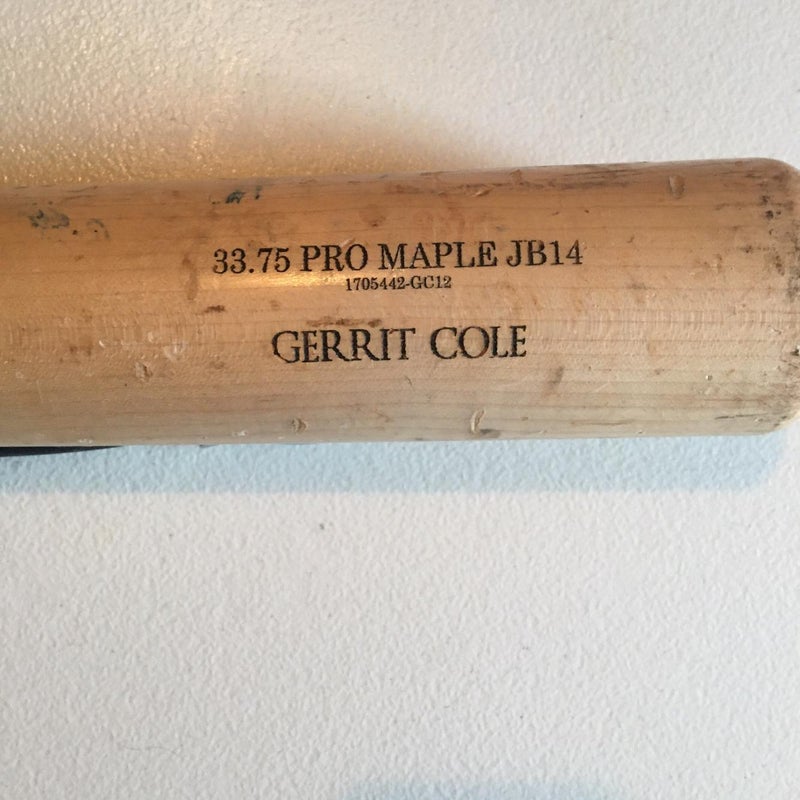 33.75 PRO MAPLE JB14
1705442-GC12
GERRIT COLE